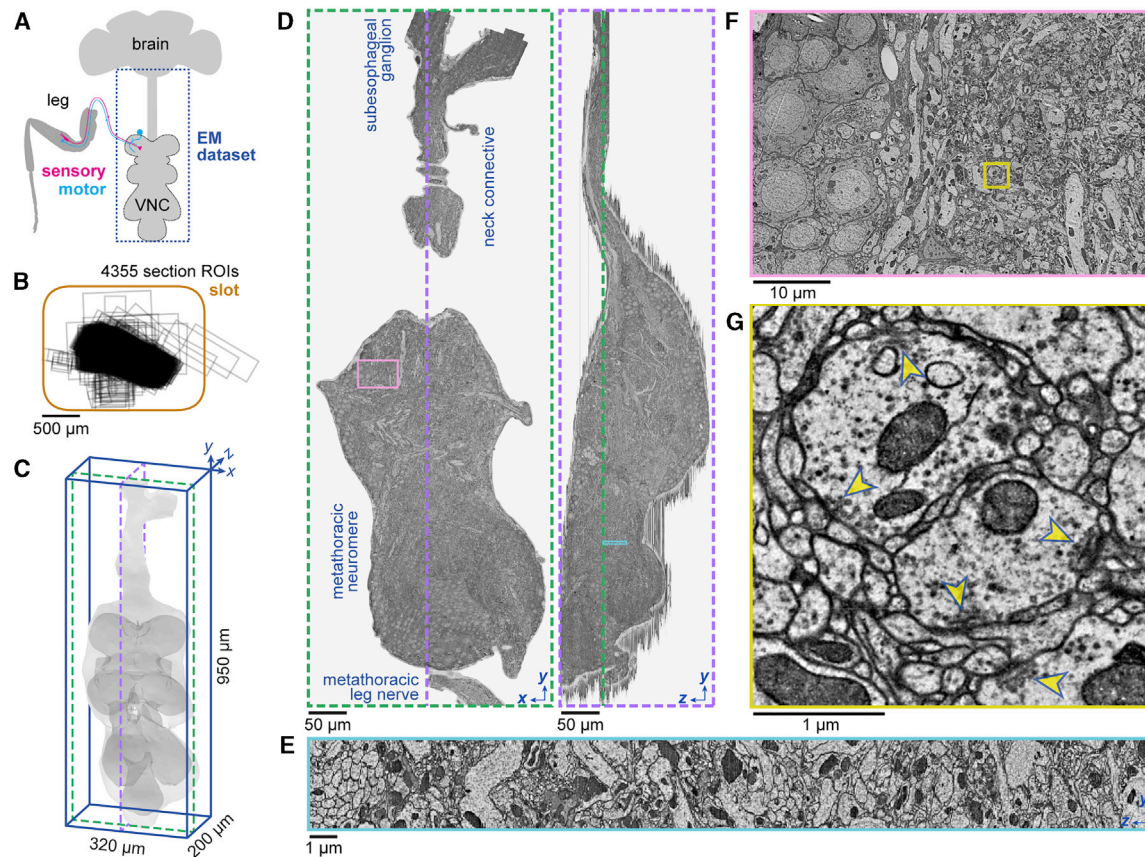 A
brain
leg
EM
dataset
sensory
motor
VNC
B
4355 section ROIs
slot
500 µm
C
y
z
x
950 µm
320 µm
200 µm
D
subesophageal
ganglion
neck connective
metathoracic
neuromere
metathoracic
leg nerve
x
y
50 µm
z
y
50 µm
E
y
z
1 µm
F
10 µm
G
1 µm